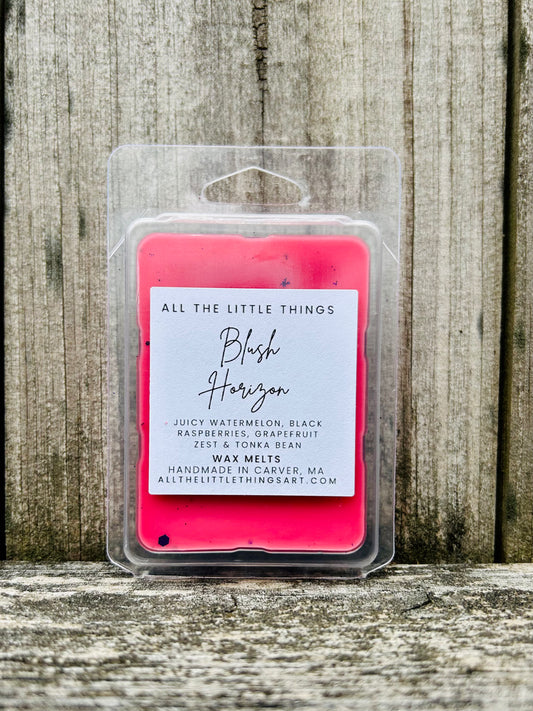 ALL THE LITTLE THINGS
Blush
Horizon
JUICY WATERMELON, BLACK
RASPBERRIES, GRAPEFRUIT
ZEST & TONKA BEAN
WAX MELTS
HANDMADE IN CARVER, MA
ALLTHELITTLETHINGSART.COM